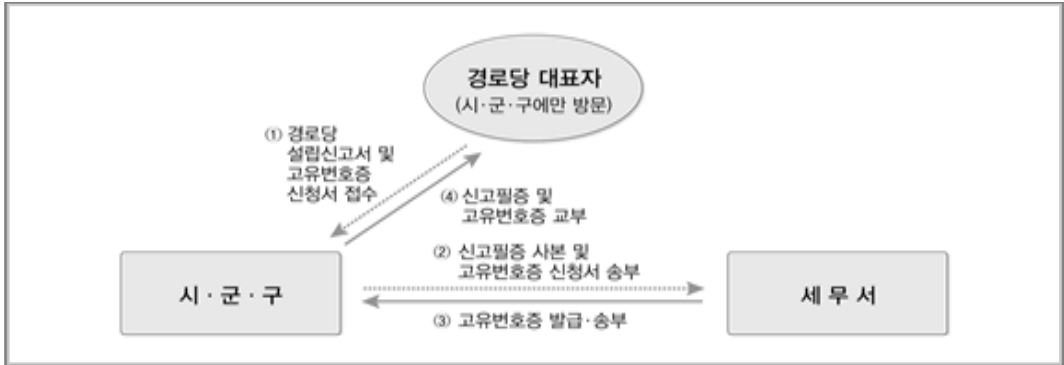 경로당 대표자
(시·군·구에만 방문)
① 경로당
설립신고서 및
고유번호증
신청서 접수
④ 신고필증 및
고유번호증 교부
② 신고필증 사본 및
고유번호증 신청서 송부
시·군·구
세무서
③ 고유번호증 발급·송부